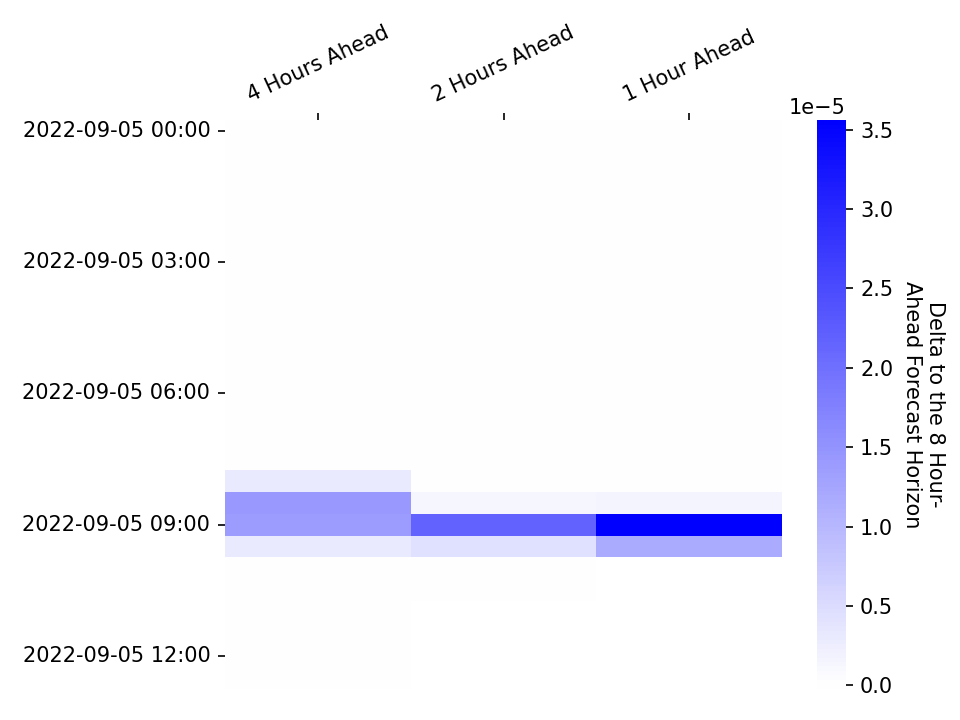 4 Hours Ahead
2 Hours Ahead
1 Hour Ahead
1e−5
2022-09-05 00:00
2022-09-05 03:00
2022-09-05 06:00
2022-09-05 09:00
2022-09-05 12:00
3.5
3.0
2.5
2.0
1.5
1.0
0.5
0.0
Delta to the 8 Hour-
Ahead Forecast Horizon